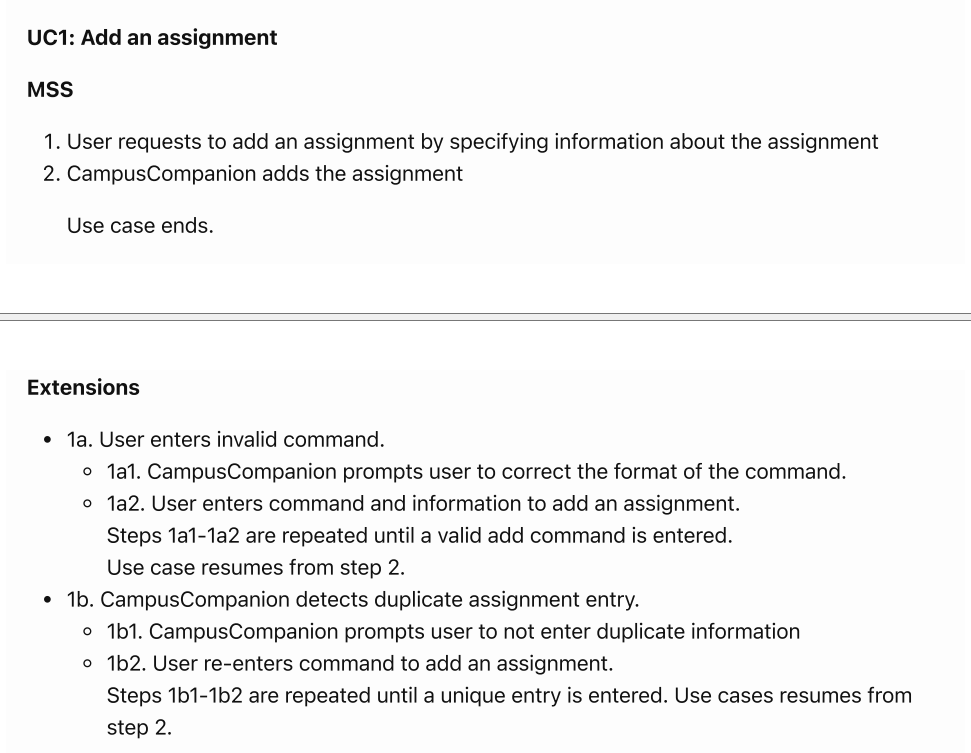 UC1: Add an assignment
MSS
1. User requests to add an assignment by specifying information about the assignment
2. CampusCompanion adds the assignment
Use case ends.
Extensions
• 1a. User enters invalid command.
◦ 1a1. CampusCompanion prompts user to correct the format of the command.
◦ 1a2. User enters command and information to add an assignment.
Steps 1a1-1a2 are repeated until a valid add command is entered.
Use case resumes from step 2.
• 1b. CampusCompanion detects duplicate assignment entry.
◦ 1b1. CampusCompanion prompts user to not enter duplicate information
◦ 1b2. User re-enters command to add an assignment.
Steps 1b1-1b2 are repeated until a unique entry is entered. Use cases resumes from
step 2.